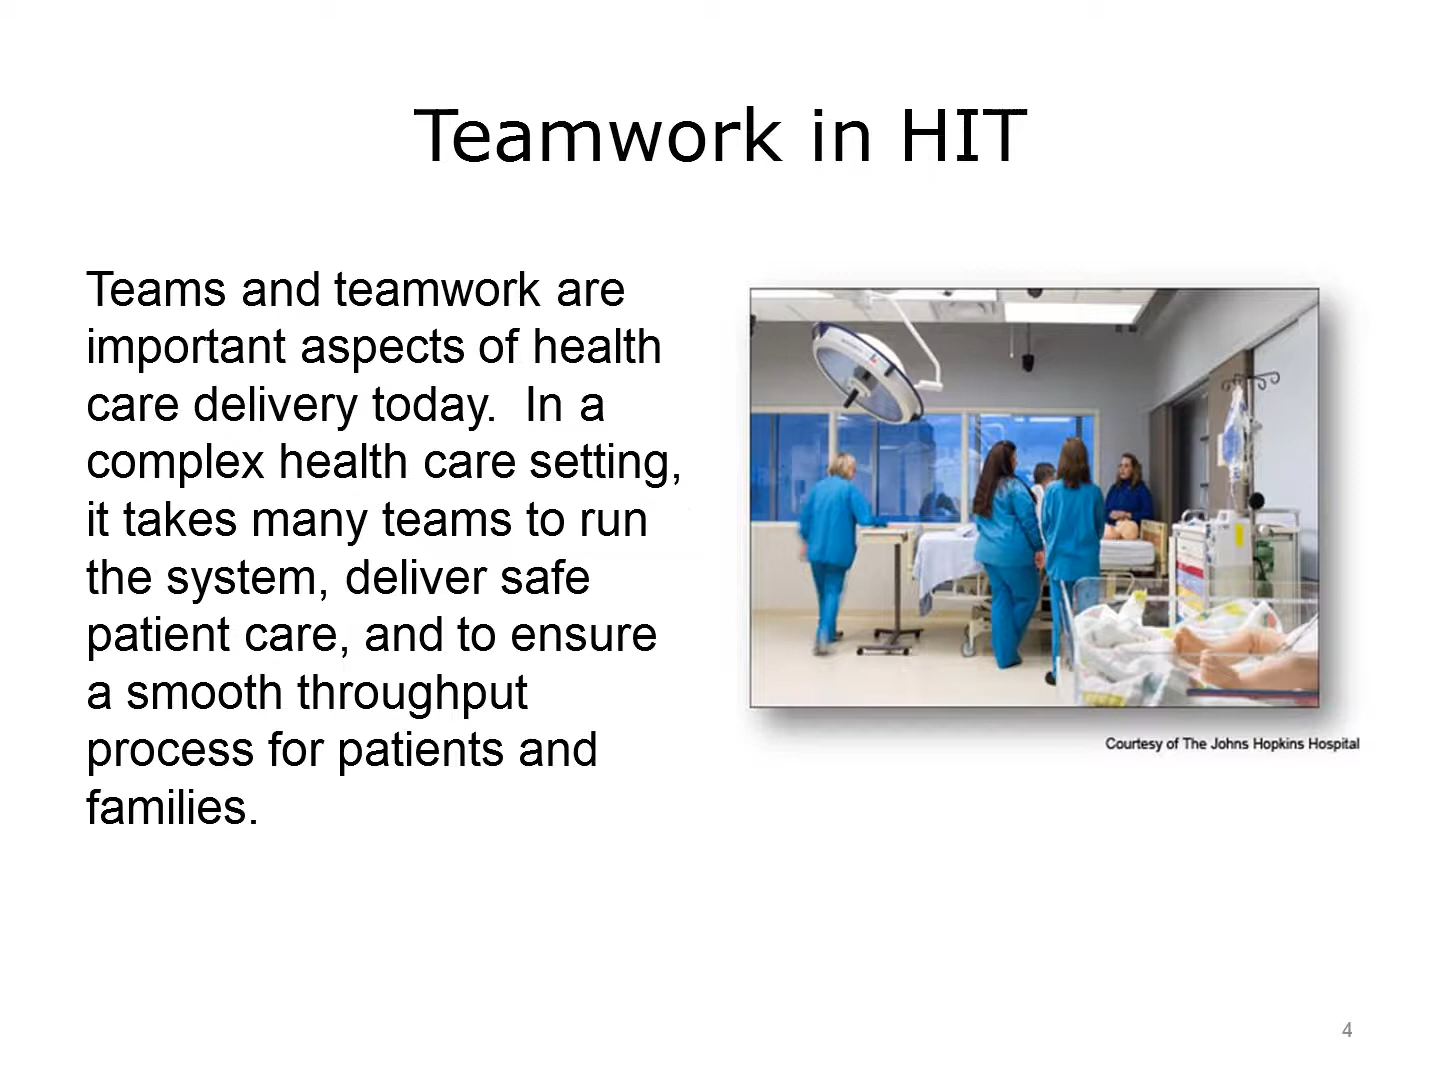 Teamwork in HIT
Teams and teamwork are
important aspects of health
care delivery today.  In a
complex health care setting,
it takes many teams to run
the system, deliver safe
patient care, and to ensure
a smooth throughput
process for patients and
families.
Courtesy of The Johns Hopkins Hospital
4